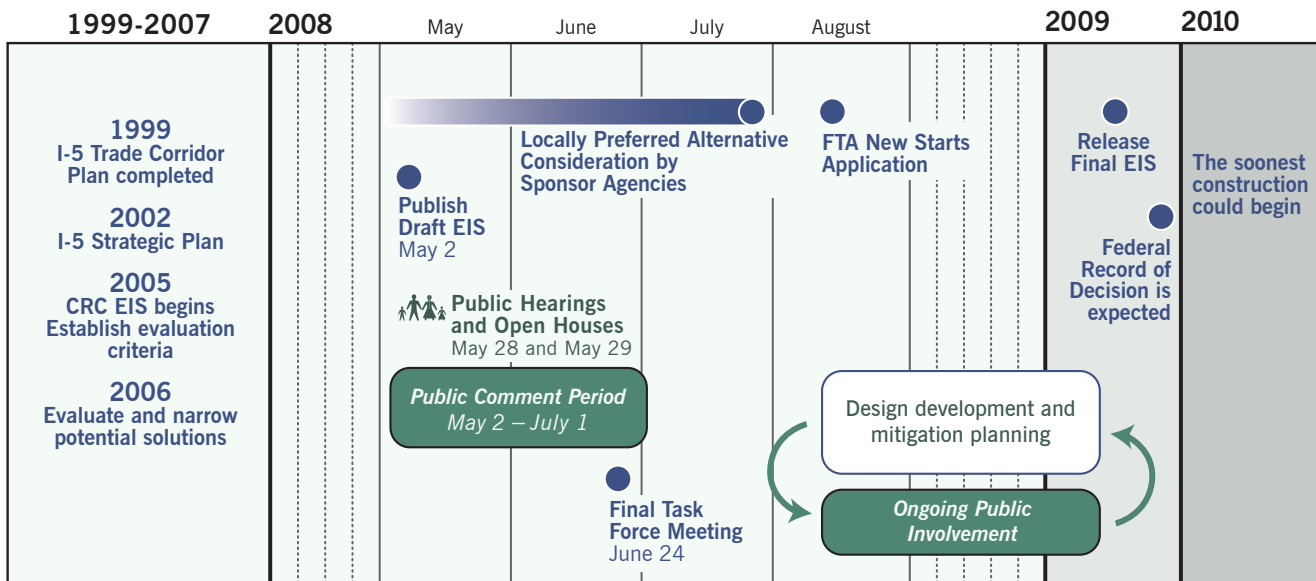 1999-2007
2008
May
June
July
August
2009
2010
1999
I-5 Trade Corridor
Plan completed
2002
I-5 Strategic Plan
2005
CRC EIS begins
Establish evaluation
criteria
2006
Evaluate and narrow
potential solutions
Locally Preferred Alternative
Consideration by
Sponsor Agencies
Publish
Draft EIS
May 2
Public Hearings
and Open Houses
May 28 and May 29
Public Comment Period
May 2 – July 1
Final Task
Force Meeting
June 24
FTA New Starts
Application
Design development and
mitigation planning
Ongoing Public
Involvement
Release
Final EIS
Federal
Record of
Decision is
expected
The soonest
construction
could begin